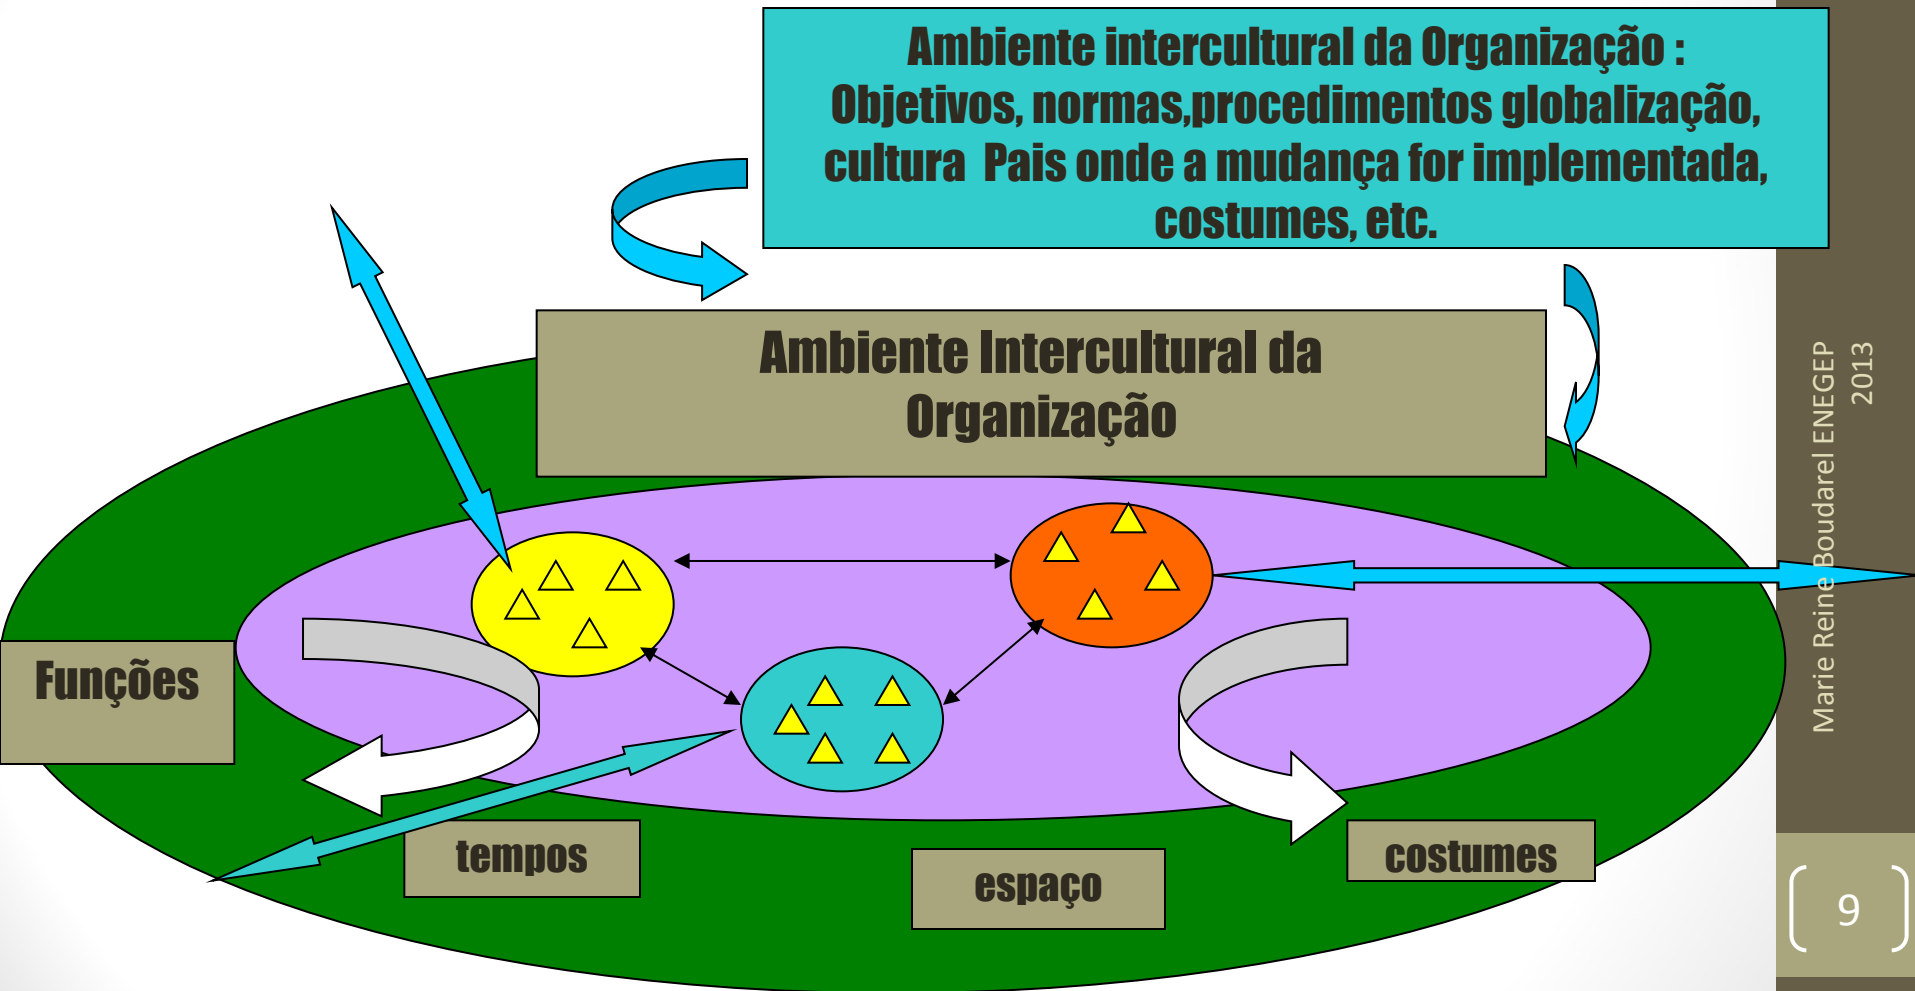 Ambiente intercultural da Organização :
Objetivos, normas,procedimentos globalização,
cultura  Pais onde a mudança for implementada,
costumes, etc.
Ambiente Intercultural da
Organização
Funções
tempos
espaço
costumes
Marie Reine Boudarel ENEGEP
2013
9